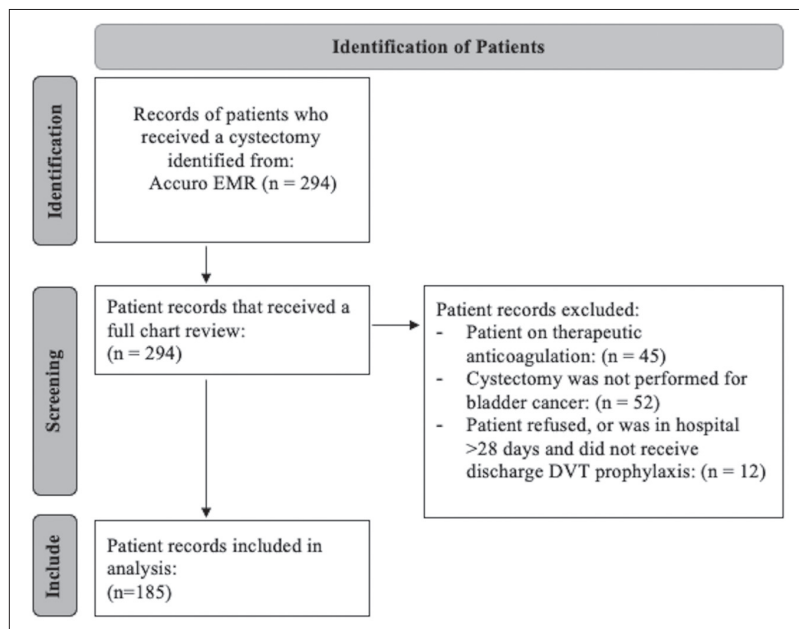 Identification of Patients
Identification
Records of patients who
received a cystectomy
identified from:
Accuro EMR (n = 294)
Screening
Patient records that received a
full chart review:
(n = 294)
Patient records excluded:
- Patient on therapeutic
anticoagulation: (n = 45)
- Cystectomy was not performed for
bladder cancer: (n = 52)
- Patient refused, or was in hospital
>28 days and did not receive
discharge DVT prophylaxis: (n = 12)
Include
Patient records included in
analysis:
(n=185)